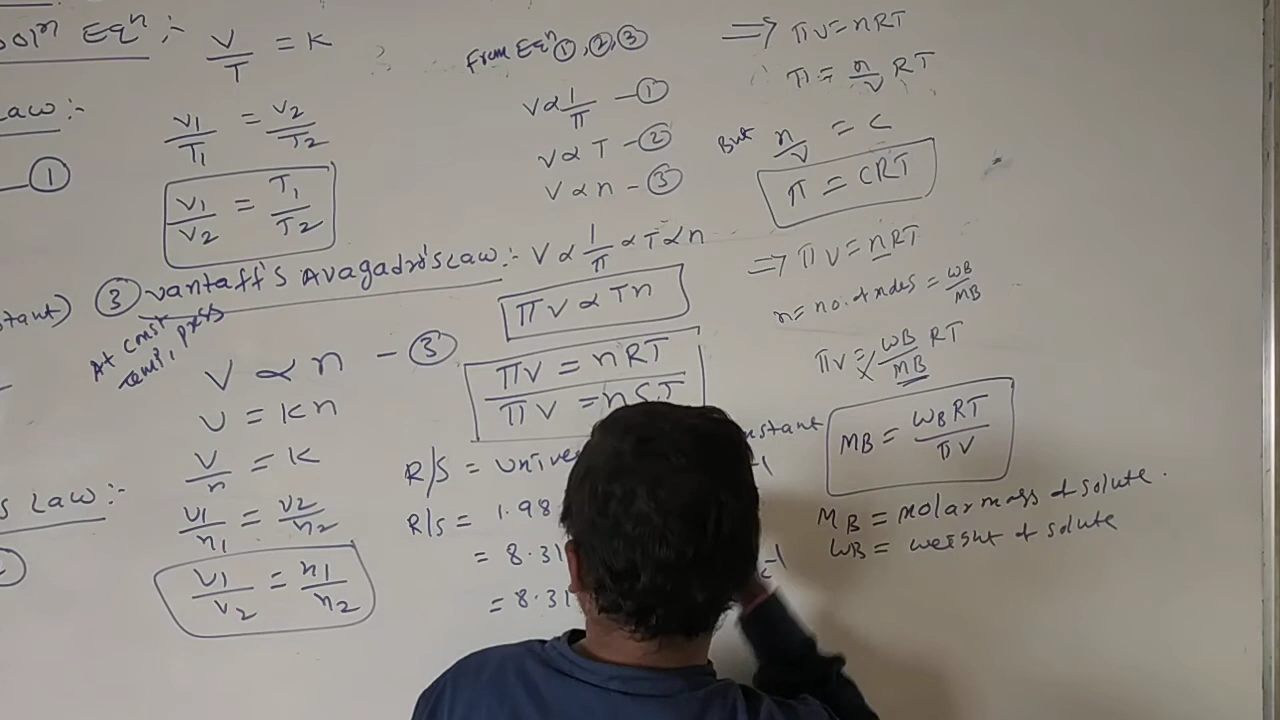 Eqⁿ :-
V/T = K
V1/T1 = V2/T2
V1/V2 = T1/T2
Law :-
①
③ Vantaff's Avagadro's Law :-
At const temp, press
V ∝ n - ③
V = Kn
V/n = K
V1/n1 = V2/n2
V1/V2 = n1/n2
Law :-
From Eqⁿ ①, ②, ③
V ∝ 1/π - ①
V ∝ T - ②
V ∝ n - ③
V ∝ 1/π ∝ T ∝ n
πV ∝ Tn
πV = nRT
πV = nST
R/S =
R/S = 1.98
= 8.31
= 8.31
⇒ πV = nRT
π = n/V RT
But n/V = C
π = CRT
⇒ πV = nRT
n = no. of moles = WB/MB
πV = WB/MB RT
MB = WB RT/πV
MB = molar mass of solute.
WB = weight of solute